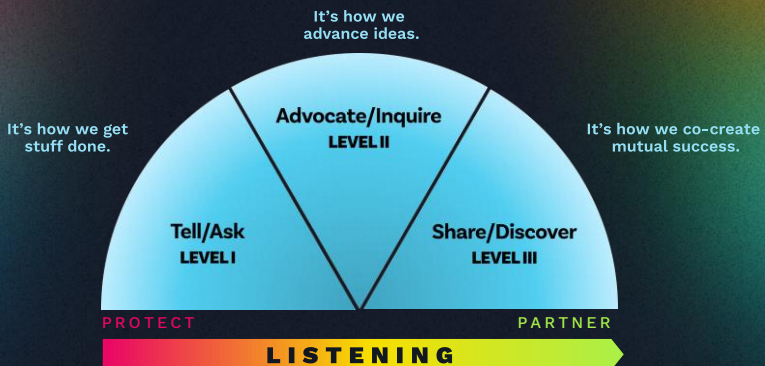 It's how we
advance ideas.
It's how we get
stuff done.
Advocate/Inquire
LEVEL II
It's how we co-create
mutual success.
Tell/Ask
LEVEL I
Share/Discover
LEVEL III
PROTECT
PARTNER
LISTENING